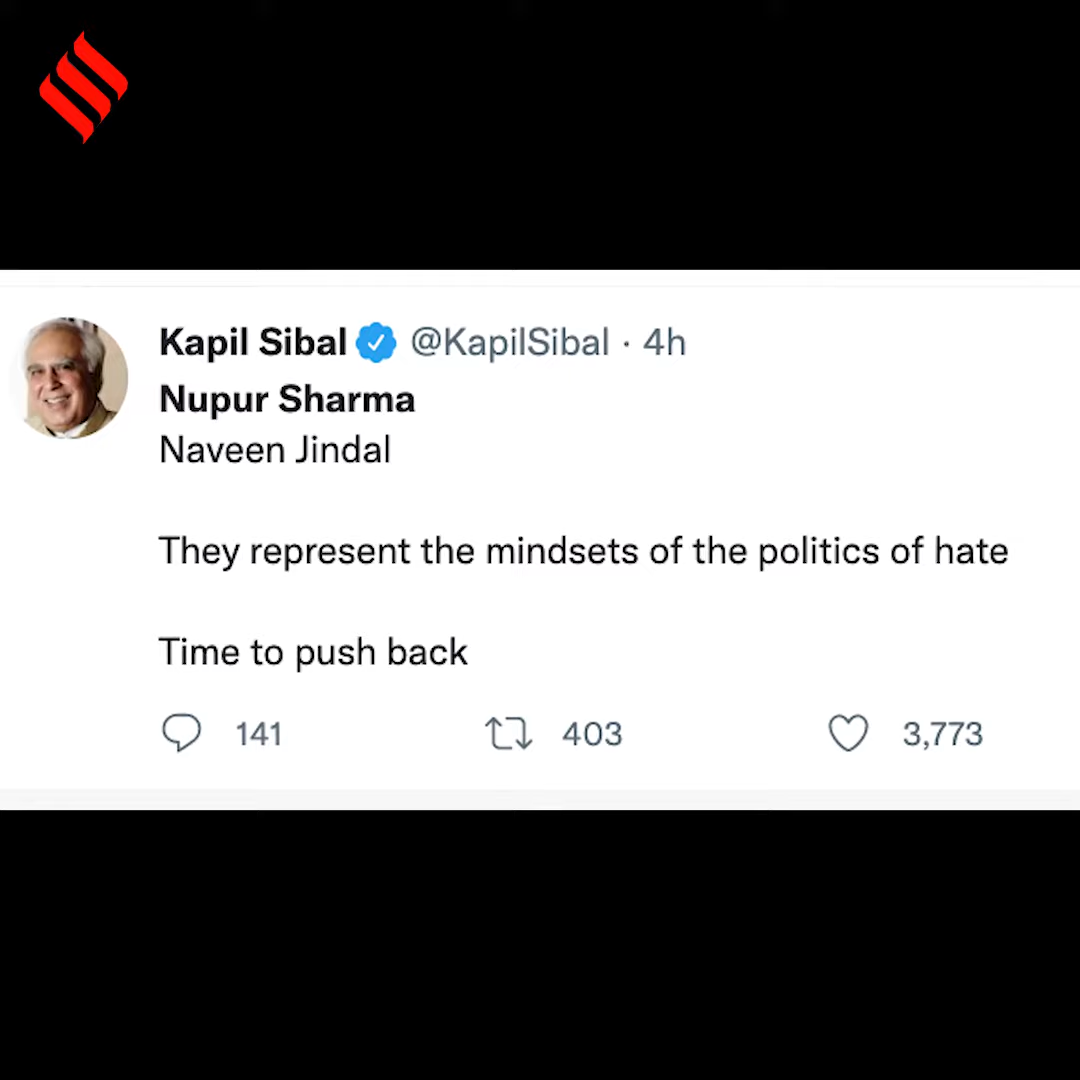 Kapil Sibal @KapilSibal · 4h
Nupur Sharma
Naveen Jindal
They represent the mindsets of the politics of hate
Time to push back
141 403 3,773